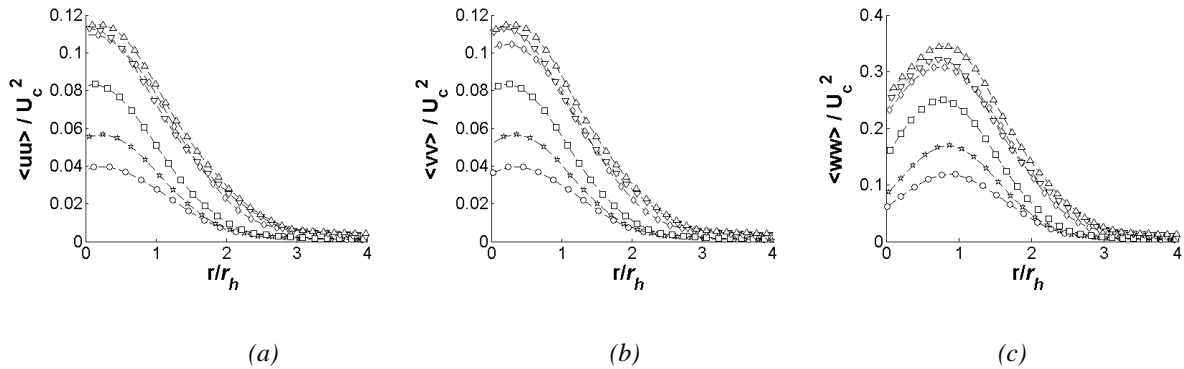 0.12
0.1
0.08
0.06
0.04
0.02
0
<uu> / U_c^2
0 1 2 3 4
r/r_h
(a)
0.12
0.1
0.08
0.06
0.04
0.02
0
<vv> / U_c^2
0 1 2 3 4
r/r_h
(b)
0.4
0.3
0.2
0.1
0
<ww> / U_c^2
0 1 2 3 4
r/r_h
(c)